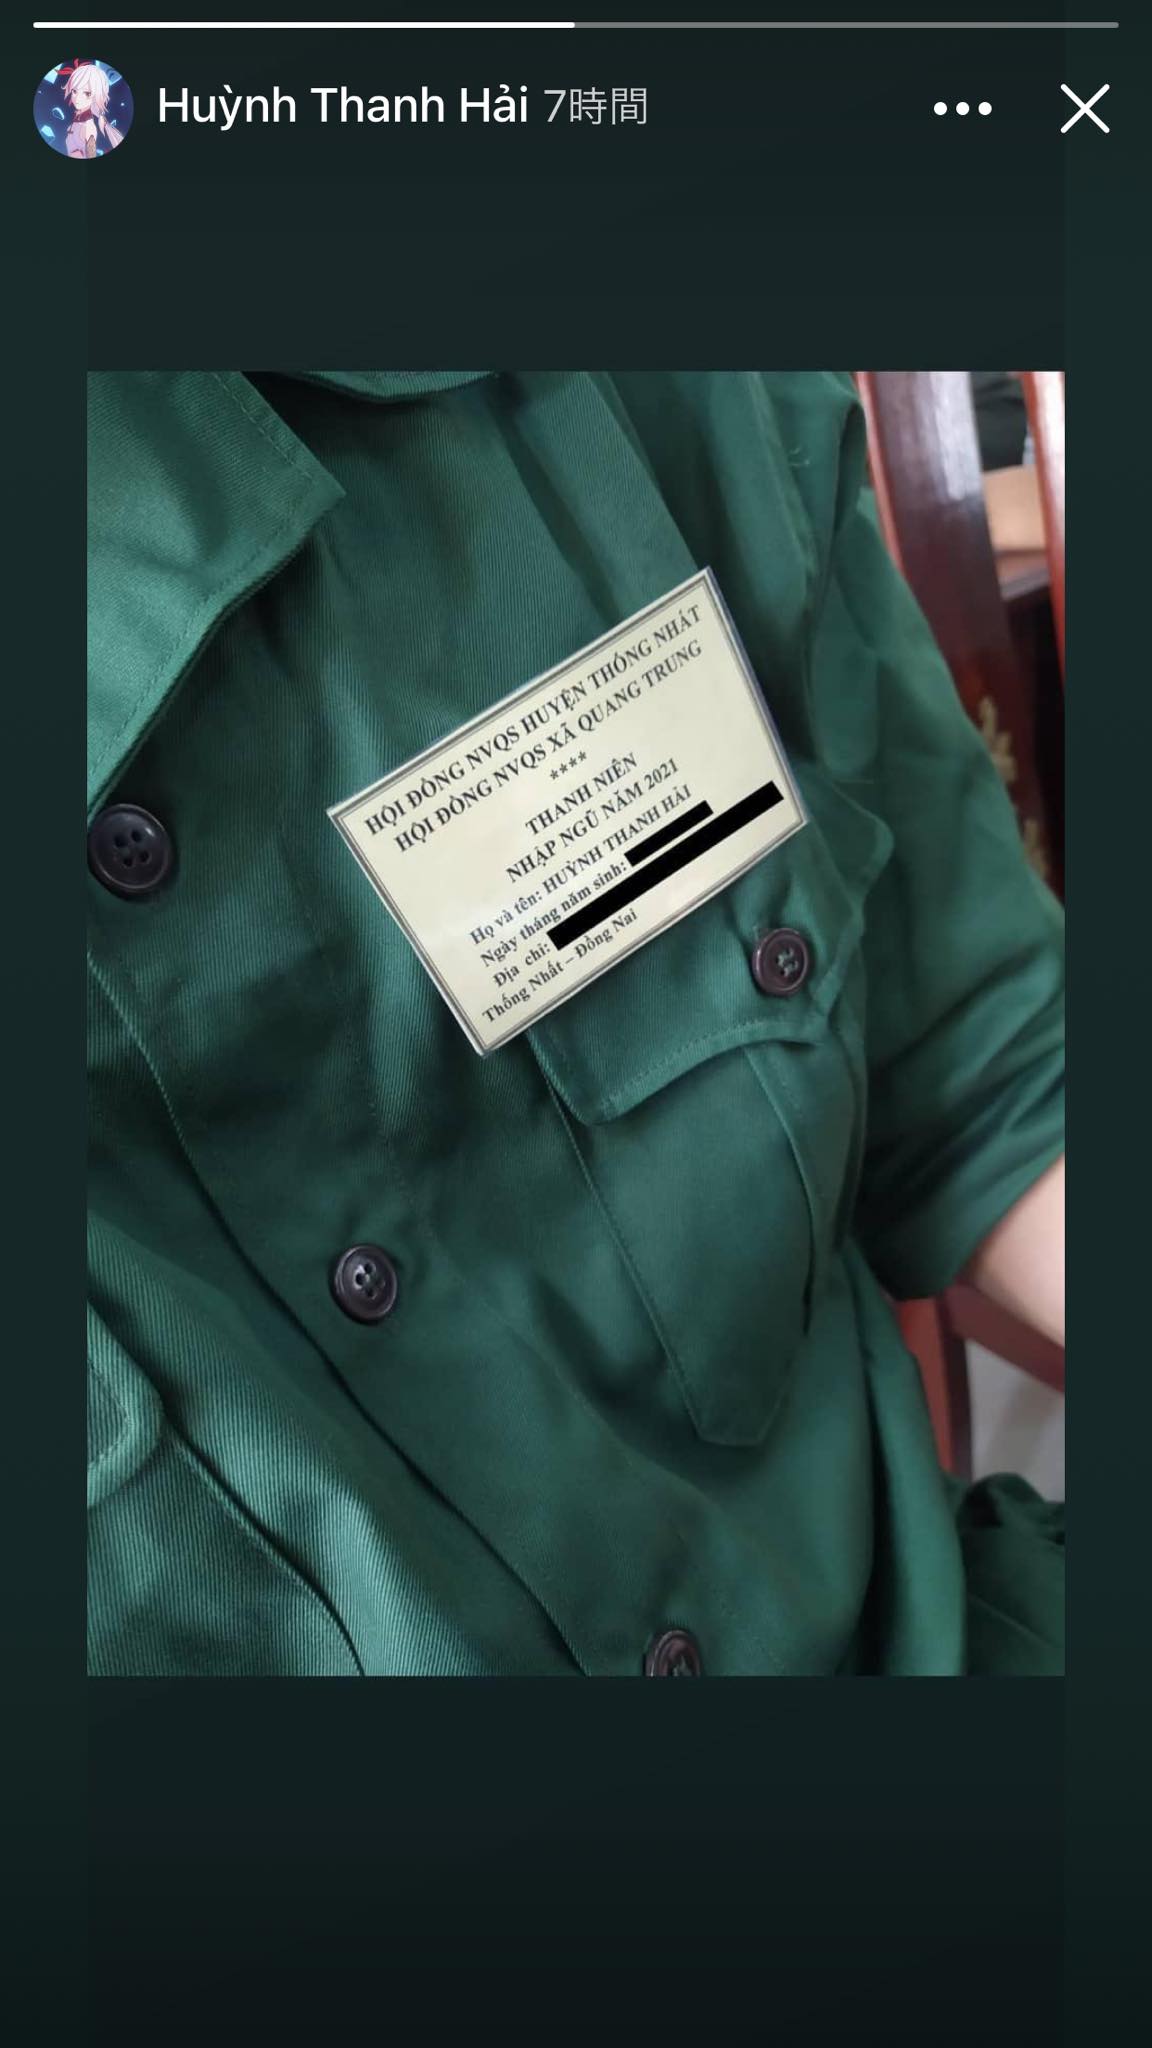 Huỳnh Thanh Hải 7時間
HỘI ĐỒNG NVQS HUYỆN THỐNG NHẤT
HỘI ĐỒNG NVQS XÃ QUANG TRUNG
****
THANH NIÊN
NHẬP NGŨ NĂM 2021
Họ và tên: HUỲNH THANH HẢI
Ngày tháng năm sinh:
Địa chỉ:
Thống Nhất – Đồng Nai